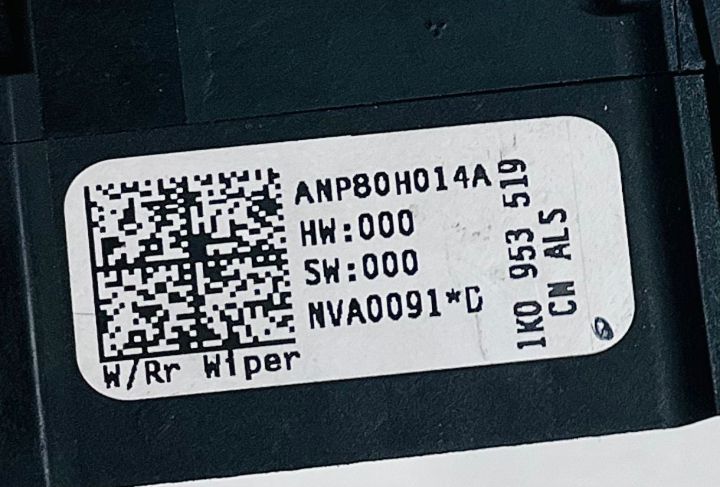 ANP80H014A
HW:000
SW:000
NVA0091*D
W/Rr Wiper
1K0 953 519
CN ALS